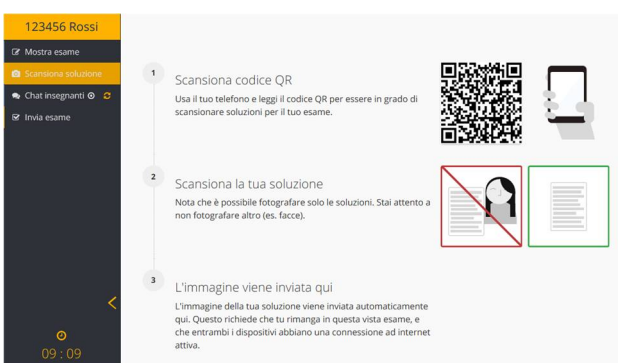 123456 Rossi
Mostra esame
Scansiona soluzione
Chat insegnanti
Invia esame
09 : 09
1
Scansiona codice QR
Usa il tuo telefono e leggi il codice QR per essere in grado di
scansionare soluzioni per il tuo esame.
2
Scansiona la tua soluzione
Nota che è possibile fotografare solo le soluzioni. Stai attento a
non fotografare altro (es. facce).
3
L'immagine viene inviata qui
L'immagine della tua soluzione viene inviata automaticamente
qui. Questo richiede che tu rimanga in questa vista esame, e
che entrambi i dispositivi abbiano una connessione ad internet
attiva.